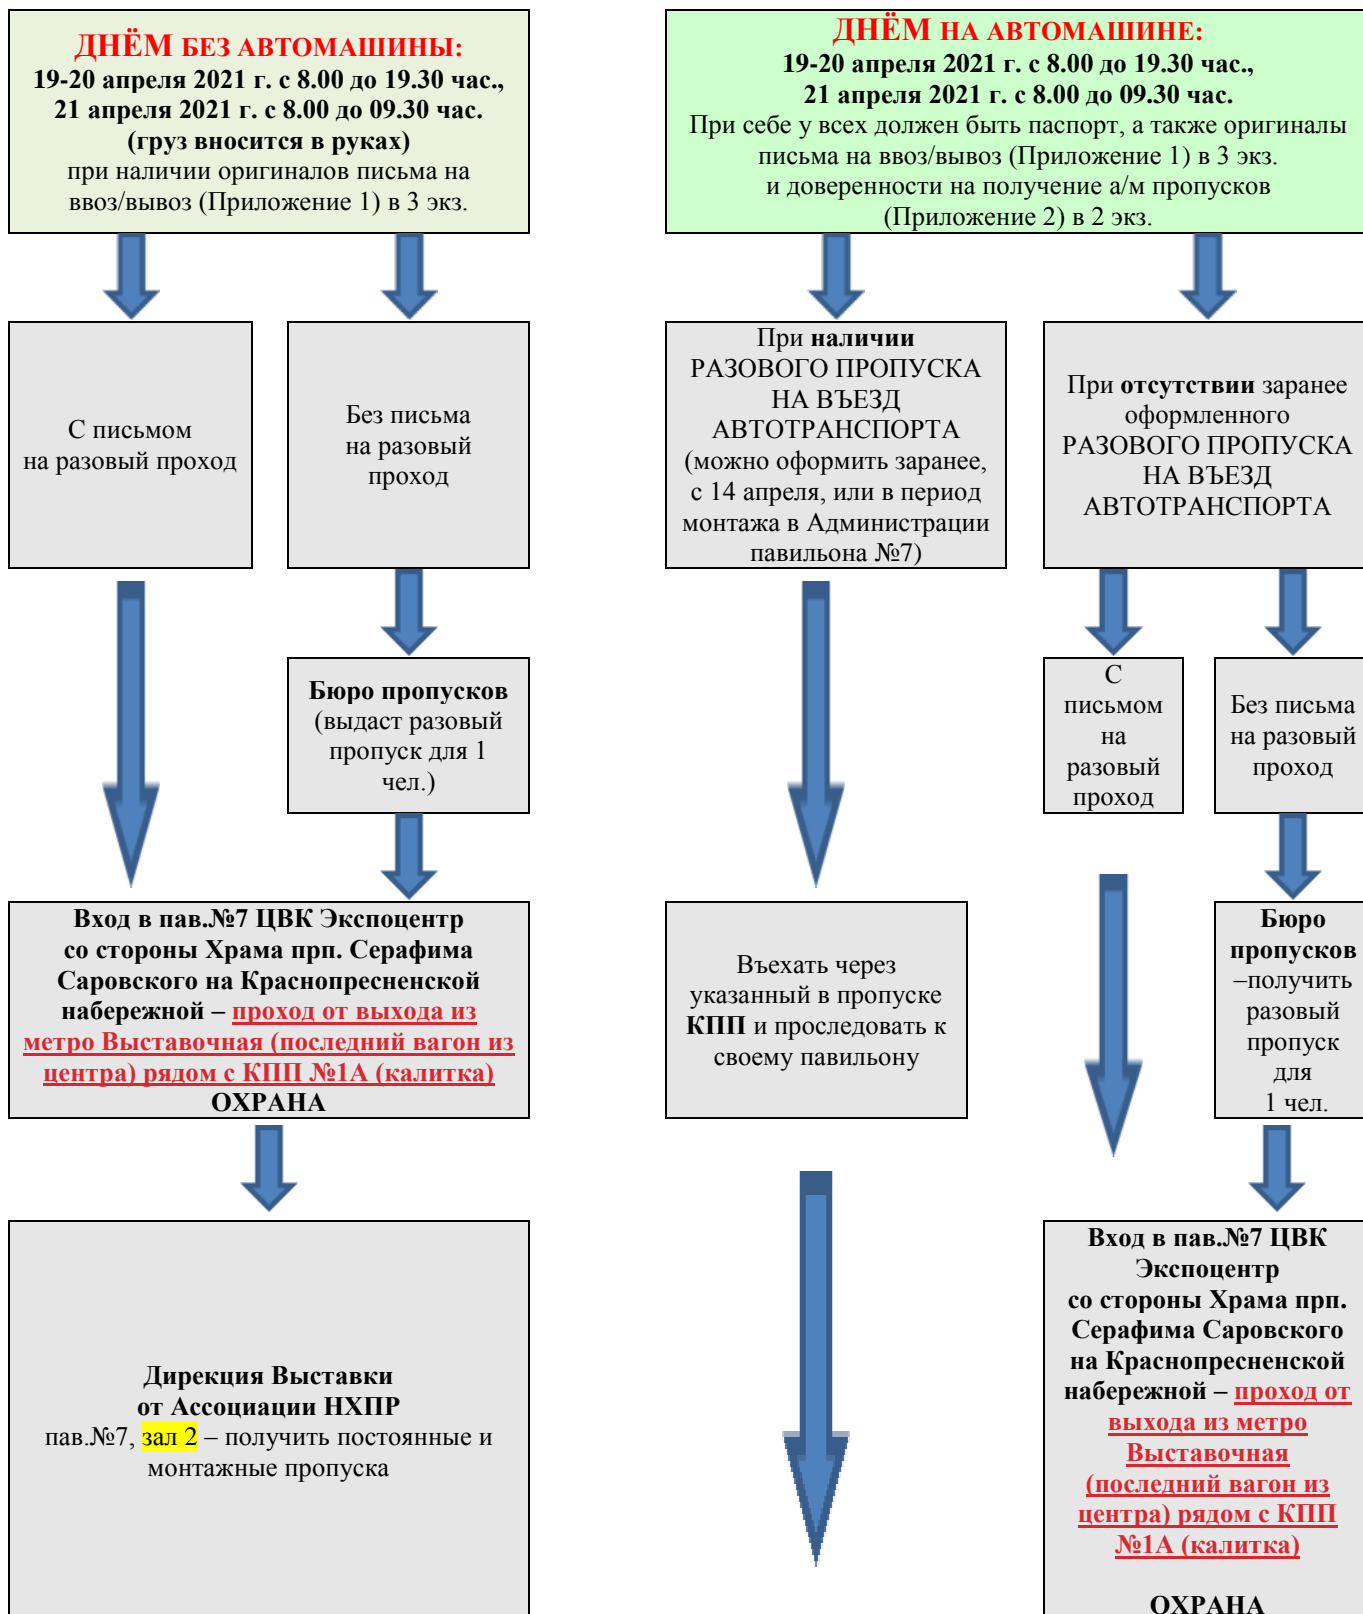 ДНЁМ БЕЗ АВТОМАШИНЫ:
19-20 апреля 2021 г. с 8.00 до 19.30 час.,
21 апреля 2021 г. с 8.00 до 09.30 час.
(груз вносится в руках)
при наличии оригиналов письма на
ввоз/вывоз (Приложение 1) в 3 экз.
ДНЁМ НА АВТОМАШИНЕ:
19-20 апреля 2021 г. с 8.00 до 19.30 час.,
21 апреля 2021 г. с 8.00 до 09.30 час.
При себе у всех должен быть паспорт, а также оригиналы
письма на ввоз/вывоз (Приложение 1) в 3 экз.
и доверенности на получение а/м пропусков
(Приложение 2) в 2 экз.
С письмом
на разовый проход
Без письма
на разовый
проход
При наличии
РАЗОВОГО ПРОПУСКА
НА ВЪЕЗД
АВТОТРАНСПОРТА
(можно оформить заранее,
с 14 апреля, или в период
монтажа в Администрации
павильона №7)
При отсутствии заранее
оформленного
РАЗОВОГО ПРОПУСКА
НА ВЪЕЗД
АВТОТРАНСПОРТА
Бюро пропусков
(выдаст разовый
пропуск для 1
чел.)
С
письмом
на
разовый
проход
Без письма
на разовый
проход
Вход в пав.№7 ЦВК Экспоцентр
со стороны Храма прп. Серафима
Саровского на Краснопресненской
набережной – проход от выхода из
метро Выставочная (последний вагон из
центра) рядом с КПП №1А (калитка)
ОХРАНА
Въехать через
указанный в пропуске
КПП и проследовать к
своему павильону
Бюро
пропусков
–получить
разовый
пропуск
для
1 чел.
Дирекция Выставки
от Ассоциации НХПР
пав.№7, зал 2 – получить постоянные и
монтажные пропуска
Вход в пав.№7 ЦВК
Экспоцентр
со стороны Храма прп.
Серафима Саровского
на Краснопресненской
набережной – проход от
выхода из метро
Выставочная
(последний вагон из
центра) рядом с КПП
№1А (калитка)
ОХРАНА